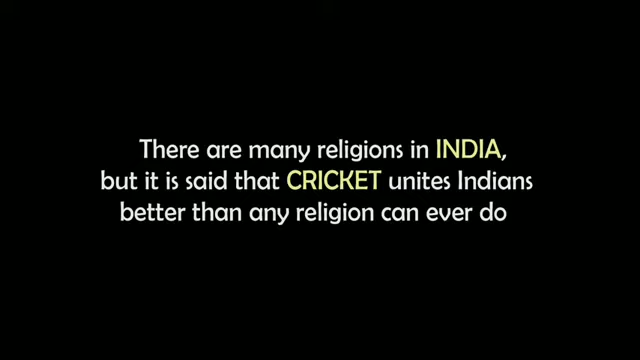 There are many religions in INDIA,
but it is said that CRICKET unites Indians
better than any religion can ever do